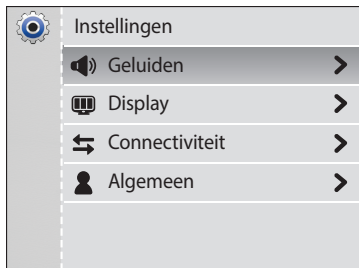 Instellingen
Geluiden
Display
Connectiviteit
Algemeen